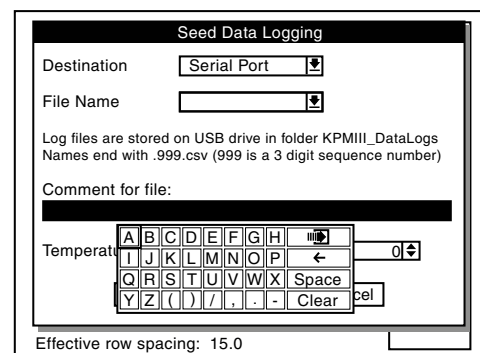 Seed Data Logging
Destination Serial Port
File Name
Log files are stored on USB drive in folder KPMIII_DataLogs
Names end with .999.csv (999 is a 3 digit sequence number)
Comment for file:
A B C D E F G H
Temperatu 0
I J K L M N O P ←
Q R S T U V W X Space
Y Z ( ) / , . - Clear cel
Effective row spacing: 15.0